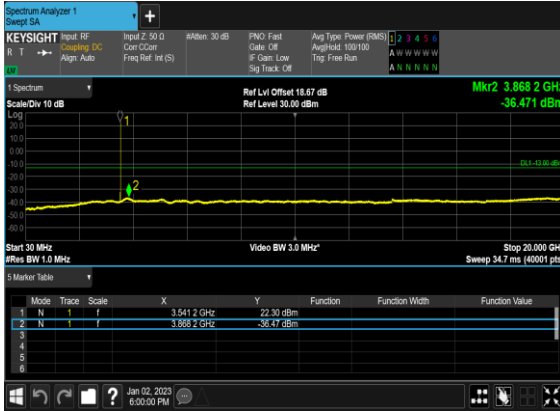 Spectrum Analyzer 1
Swept SA
+
KEYSIGHT Input: RF Input Z: 50 Ω #Atten: 30 dB PNO: Fast Avg Type: Power (RMS) 1 2 3 4 5 6
R T Coupling: DC Corr CCorr Gate: Off Avg|Hold: 100/100 A W W W W W
Align: Auto Freq Ref: Int (S) IF Gain: Low Trig: Free Run
Sig Track: Off A N N N N N
1 Spectrum Ref Lvl Offset 18.67 dB Mkr2 3.868 2 GHz
Scale/Div 10 dB Ref Level 30.00 dBm -36.471 dBm
Log
20.0
10.0
0.00
-10.0 DL1 -13.00 dBm
-20.0
-30.0
-40.0
-50.0
-60.0
1
2
Start 30 MHz Video BW 3.0 MHz* Stop 20.000 GH
#Res BW 1.0 MHz Sweep 34.7 ms (40001 pts
5 Marker Table
Mode Trace Scale X Y Function Function Width Function Value
1 N 1 f 3.541 2 GHz 22.30 dBm
2 N 1 f 3.868 2 GHz -36.47 dBm
3
4
5
6
? Jan 02, 2023
6:00:00 PM